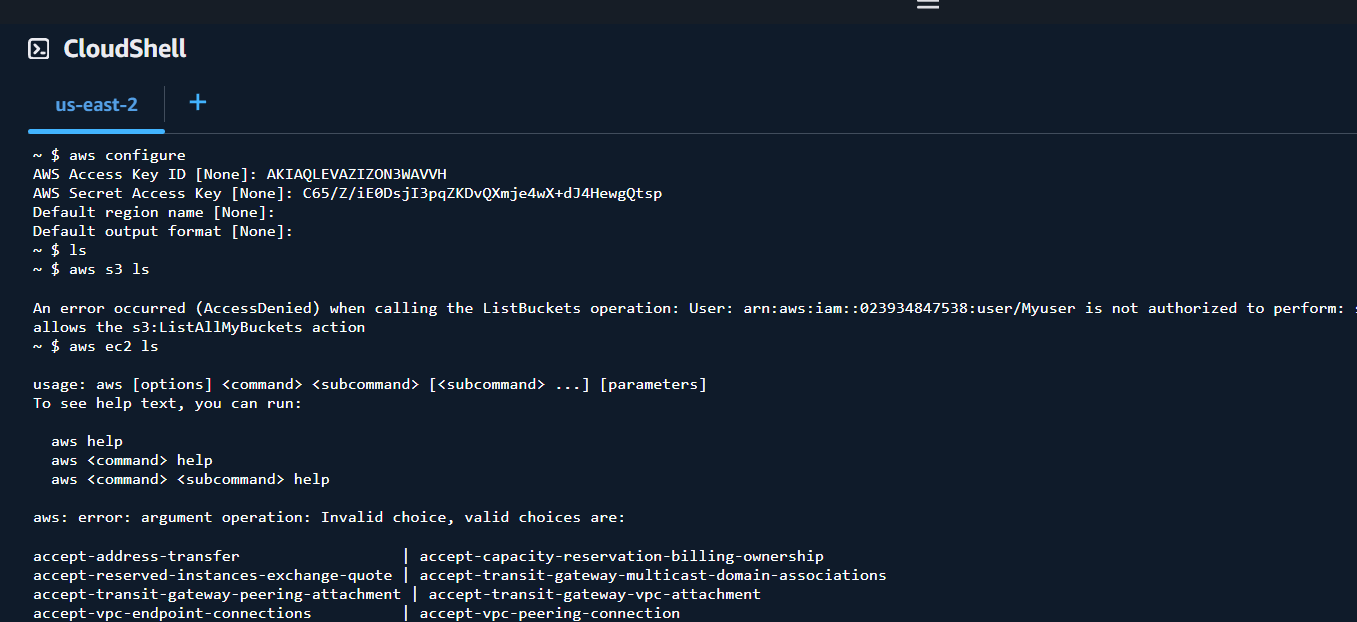 CloudShell
us-east-2
+
~ $ aws configure
AWS Access Key ID [None]: AKIAQLEVAZIZON3WAVVH
AWS Secret Access Key [None]: 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
Default region name [None]:
Default output format [None]:
~ $ ls
~ $ aws s3 ls
An error occurred (AccessDenied) when calling the ListBuckets operation: User: arn:aws:iam::023934847538:user/Myuser is not authorized to perform:
allows the s3:ListAllMyBuckets action
~ $ aws ec2 ls
usage: aws [options] <command> <subcommand> [<subcommand> ...] [parameters]
To see help text, you can run:
aws help
aws <command> help
aws <command> <subcommand> help
aws: error: argument operation: Invalid choice, valid choices are:
accept-address-transfer | accept-capacity-reservation-billing-ownership
accept-reserved-instances-exchange-quote | accept-transit-gateway-multicast-domain-associations
accept-transit-gateway-peering-attachment | accept-transit-gateway-vpc-attachment
accept-vpc-endpoint-connections | accept-vpc-peering-connection